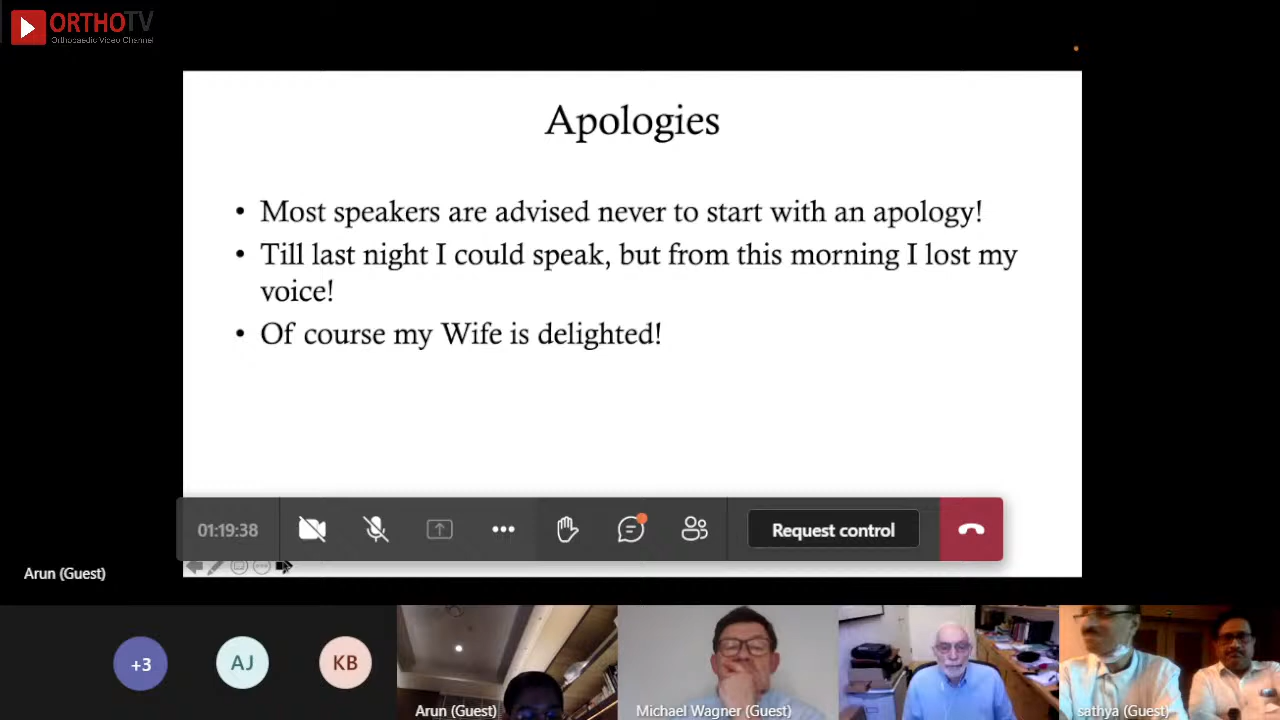 ORTHOTV
Orthopaedic Video Channel
Apologies
• Most speakers are advised never to start with an apology!
• Till last night I could speak, but from this morning I lost my
voice!
• Of course my Wife is delighted!
01:19:38
Request control
Arun (Guest)
+3
AJ
KB
Arun (Guest)
Michael Wagner (Guest)
sathya (Guest)